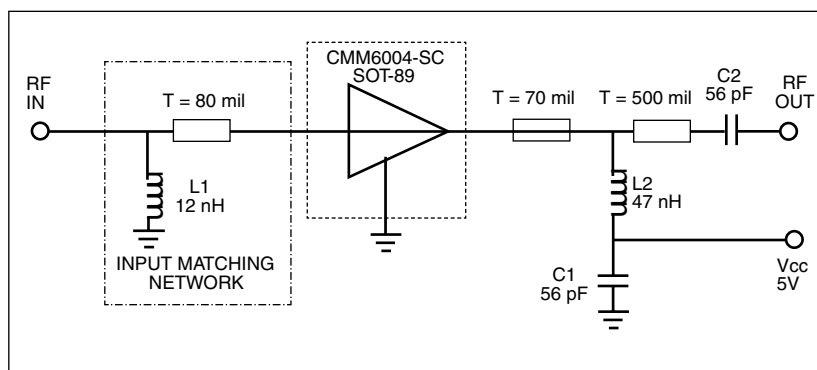 CMM6004-SC
SOT-89
RF
IN
T = 80 mil
T = 70 mil
T = 500 mil
C2
56 pF
RF
OUT
L1
12 nH
L2
47 nH
INPUT MATCHING
NETWORK
C1
56 pF
Vcc
5V